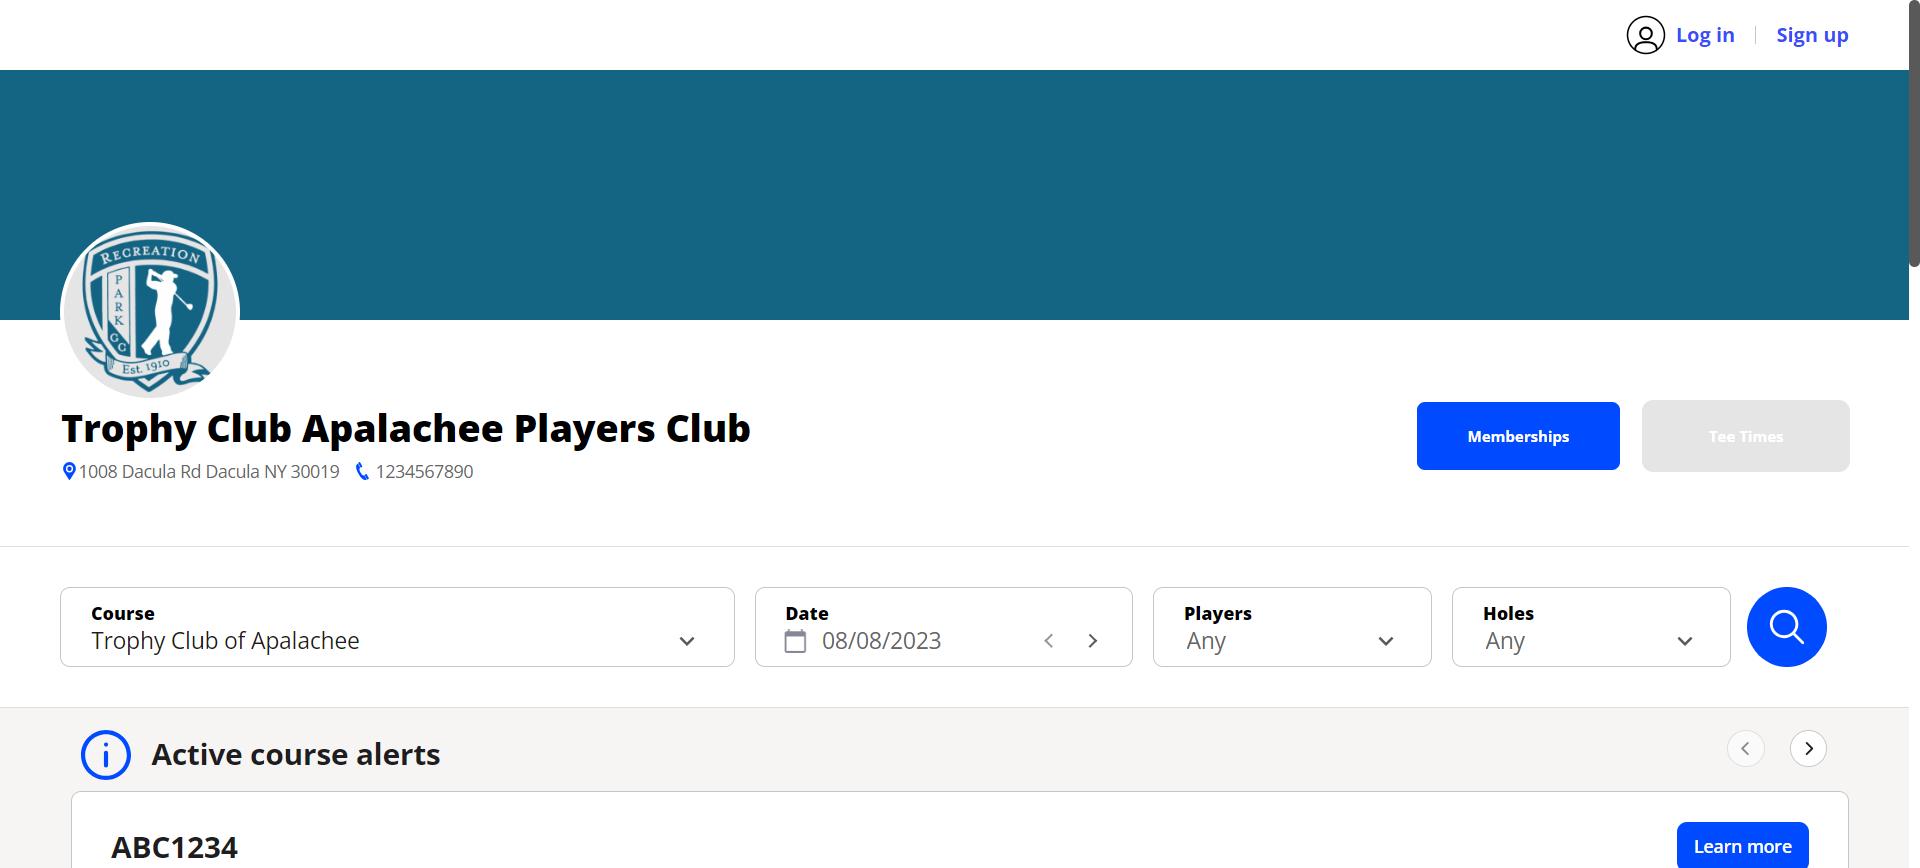 Log in
Sign up
RECREATION
PARK GC
Est. 1910
Trophy Club Apalachee Players Club
1008 Dacula Rd Dacula NY 30019
1234567890
Memberships
Tee Times
Course
Trophy Club of Apalachee
Date
08/08/2023
Players
Any
Holes
Any
Active course alerts
ABC1234
Learn more